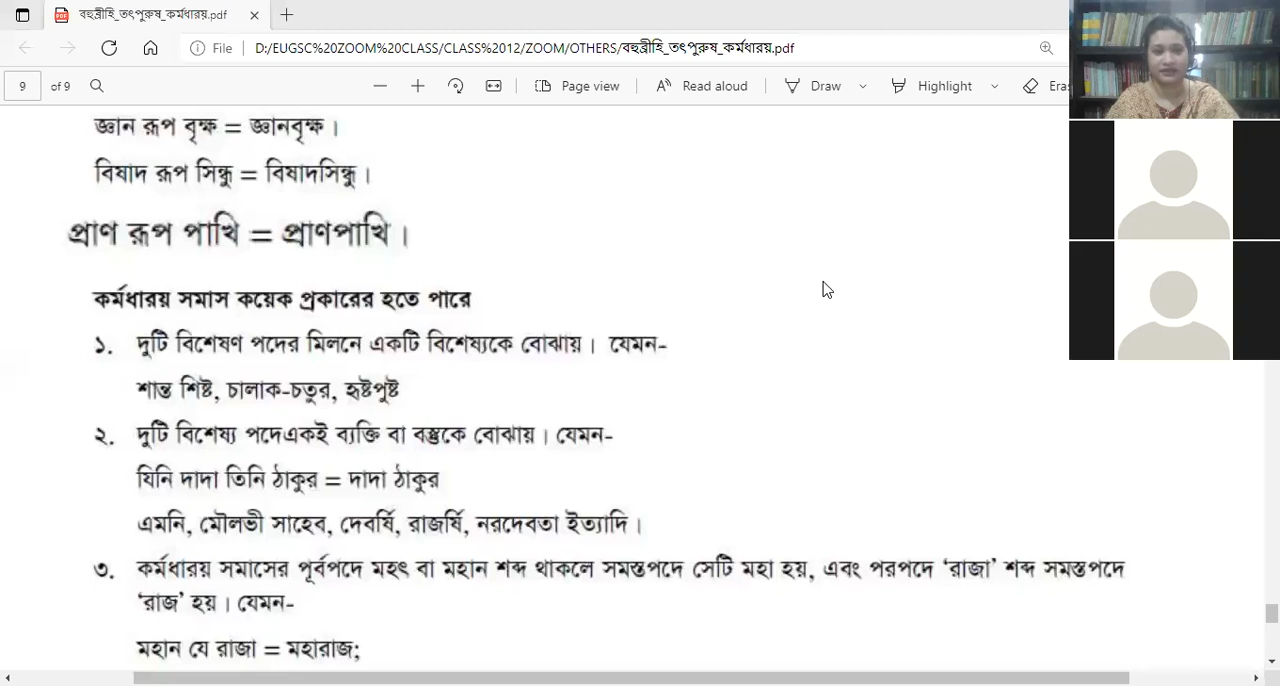 বহুব্রীহি_তৎপুরুষ_কর্মধারয়.pdf
File D:/EUGSC%20ZOOM%20CLASS/CLASS%2012/ZOOM/OTHERS/বহুব্রীহি_তৎপুরুষ_কর্মধারয়.pdf
9 of 9 Page view Read aloud Draw Highlight Eras
জ্ঞান রূপ বৃক্ষ = জ্ঞানবৃক্ষ।
বিষাদ রূপ সিন্ধু = বিষাদসিন্ধু।
প্রাণ রূপ পাখি = প্রাণপাখি।
কর্মধারয় সমাস কয়েক প্রকারের হতে পারে
১. দুটি বিশেষণ পদের মিলনে একটি বিশেষ্যকে বোঝায়। যেমন-
শান্ত শিষ্ট, চালাক-চতুর, হৃষ্টপুষ্ট
২. দুটি বিশেষ্য পদেএকই ব্যক্তি বা বস্তুকে বোঝায়। যেমন-
যিনি দাদা তিনি ঠাকুর = দাদা ঠাকুর
এমনি, মৌলভী সাহেব, দেবর্ষি, রাজর্ষি, নরদেবতা ইত্যাদি।
৩. কর্মধারয় সমাসের পূর্বপদে মহৎ বা মহান শব্দ থাকলে সমস্তপদে সেটি মহা হয়, এবং পরপদে ‘রাজা’ শব্দ সমস্তপদে
‘রাজ’ হয়। যেমন-
মহান যে রাজা = মহারাজ;